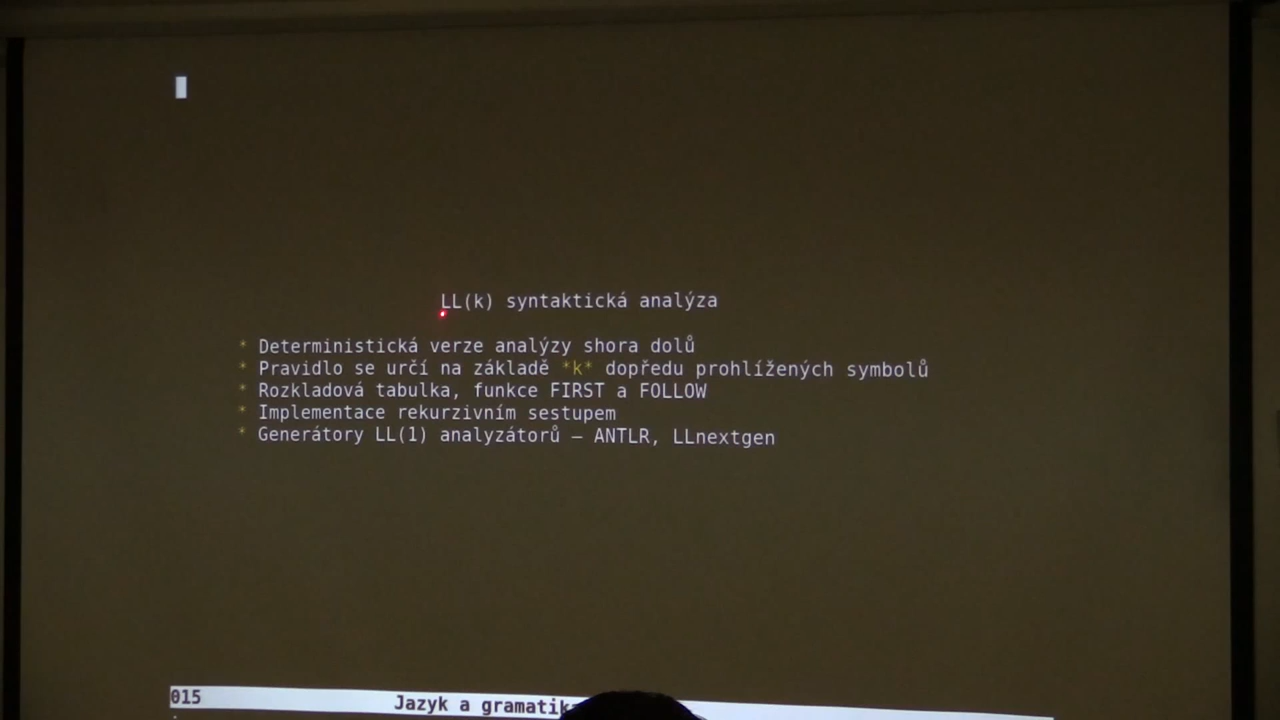 LL(k) syntaktická analýza
* Deterministická verze analýzy shora dolů
* Pravidlo se určí na základě *k* dopředu prohlížených symbolů
* Rozkladová tabulka, funkce FIRST a FOLLOW
* Implementace rekurzivním sestupem
* Generátory LL(1) analyzátorů – ANTLR, LLnextgen
015 Jazyk a gramatika